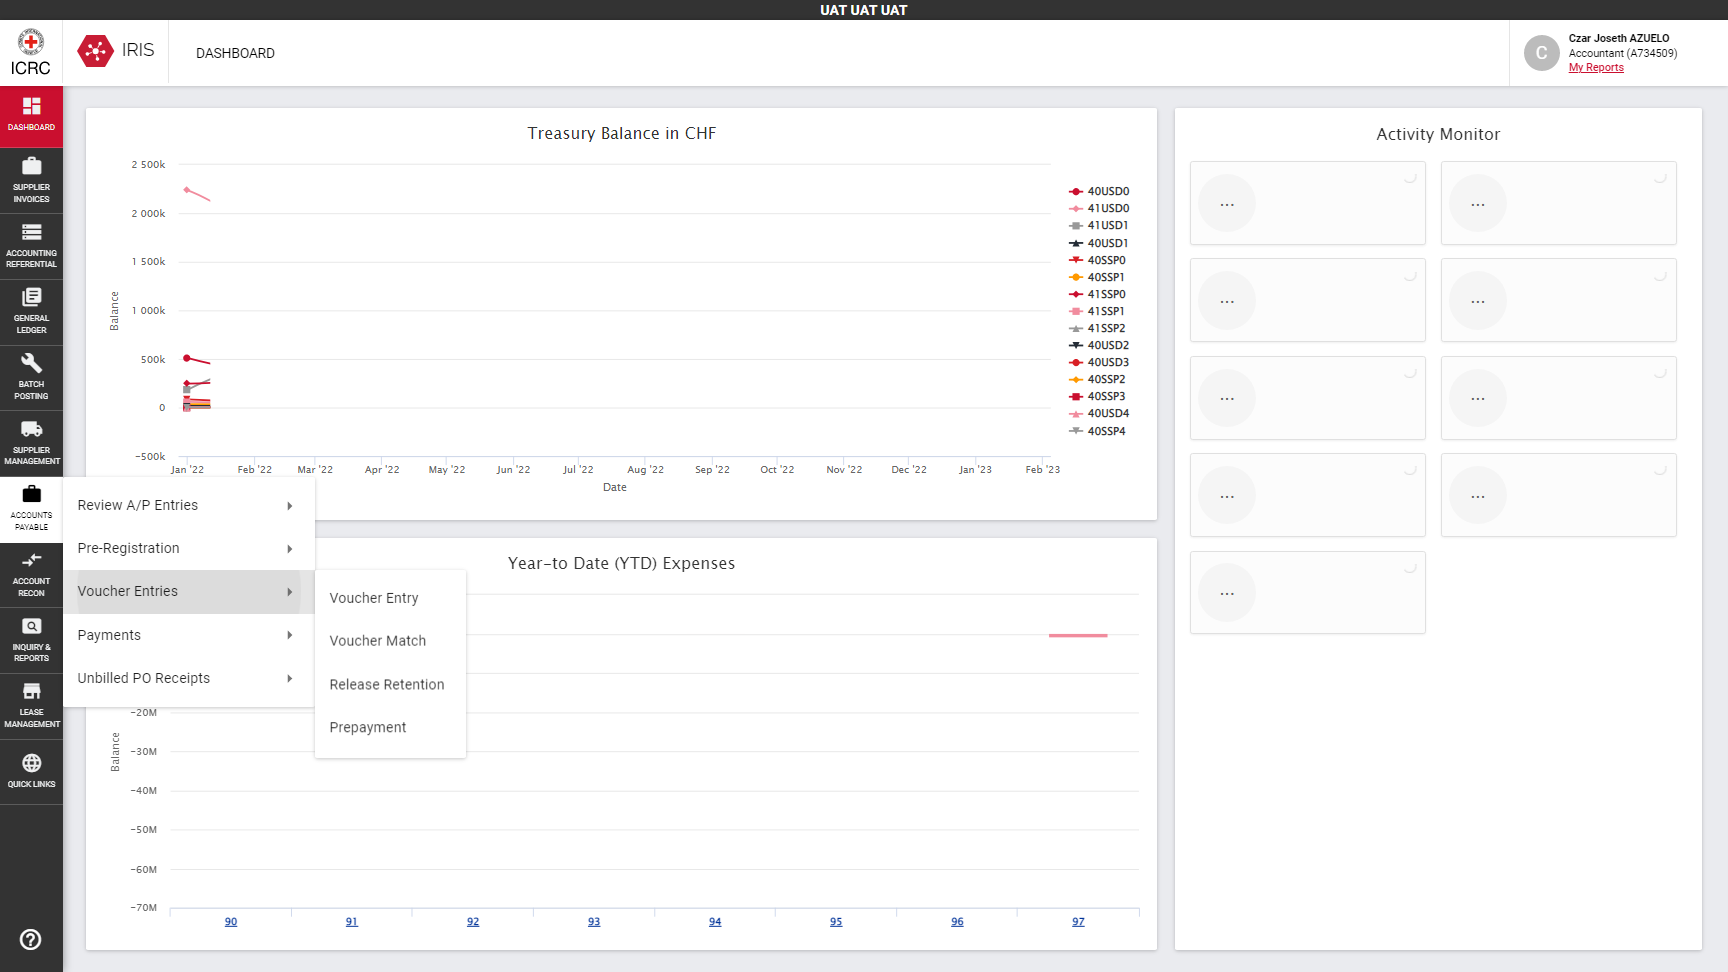 UAT UAT UAT
ICRC
IRIS
DASHBOARD
C
Czar Joseth AZUELO
Accountant (A734509)
My Reports
DASHBOARD
SUPPLIER
INVOICES
ACCOUNTING
REFERENTIAL
GENERAL
LEDGER
BATCH
POSTING
SUPPLIER
MANAGEMENT
ACCOUNTS
PAYABLE
ACCOUNT
RECON
INQUIRY &
REPORTS
LEASE
MANAGEMENT
QUICK LINKS
Review A/P Entries
Pre-Registration
Voucher Entries
Payments
Unbilled PO Receipts
Voucher Entry
Voucher Match
Release Retention
Prepayment
Treasury Balance in CHF
2 500k
2 000k
1 500k
1 000k
500k
0
-500k
Balance
Jan '22 Feb '22 Mar '22 Apr '22 May '22 Jun '22 Jul '22 Aug '22 Sep '22 Oct '22 Nov '22 Dec '22 Jan '23 Feb '23
Date
40USD0
41USD0
41USD1
40USD1
40SSP0
40SSP1
41SSP0
41SSP1
41SSP2
40USD2
40USD3
40SSP2
40SSP3
40USD4
40SSP4
Year-to Date (YTD) Expenses
-20M
-30M
-40M
-50M
-60M
-70M
Balance
90 91 92 93 94 95 96 97
Activity Monitor
... ...
... ...
... ...
... ...
...